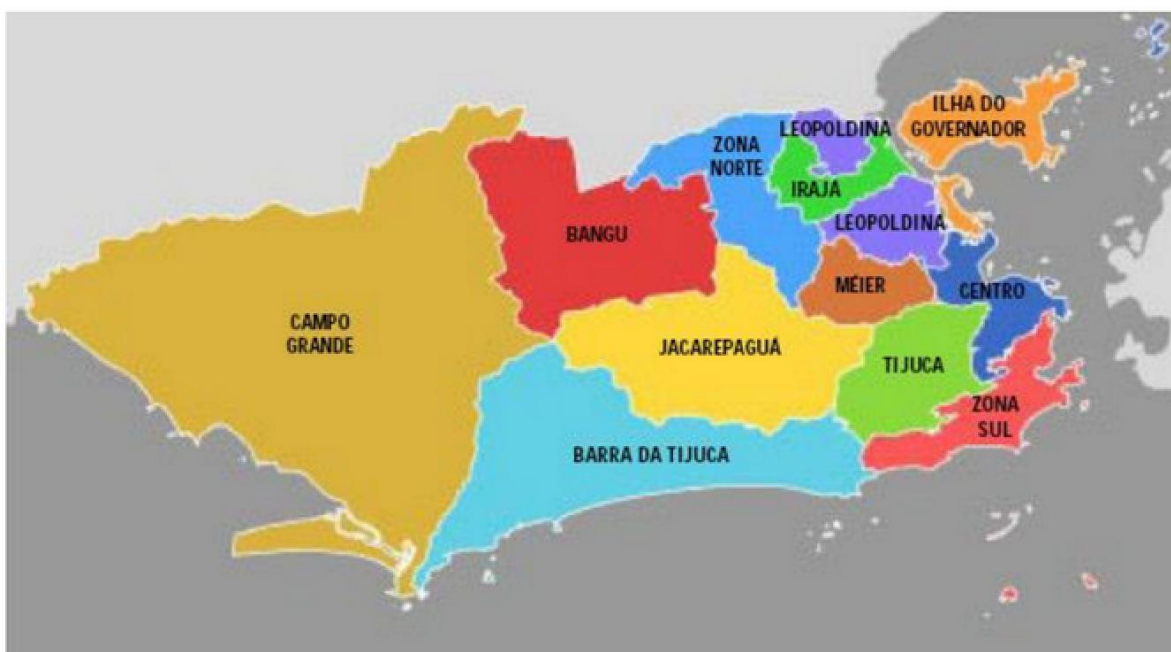 ILHA DO
GOVERNADOR
LEOPOLDINA
ZONA
NORTE
IRAJÁ
LEOPOLDINA
BANGU
MÉIER
CENTRO
CAMPO
GRANDE
JACAREPAGUÁ
TIJUCA
ZONA
SUL
BARRA DA TIJUCA